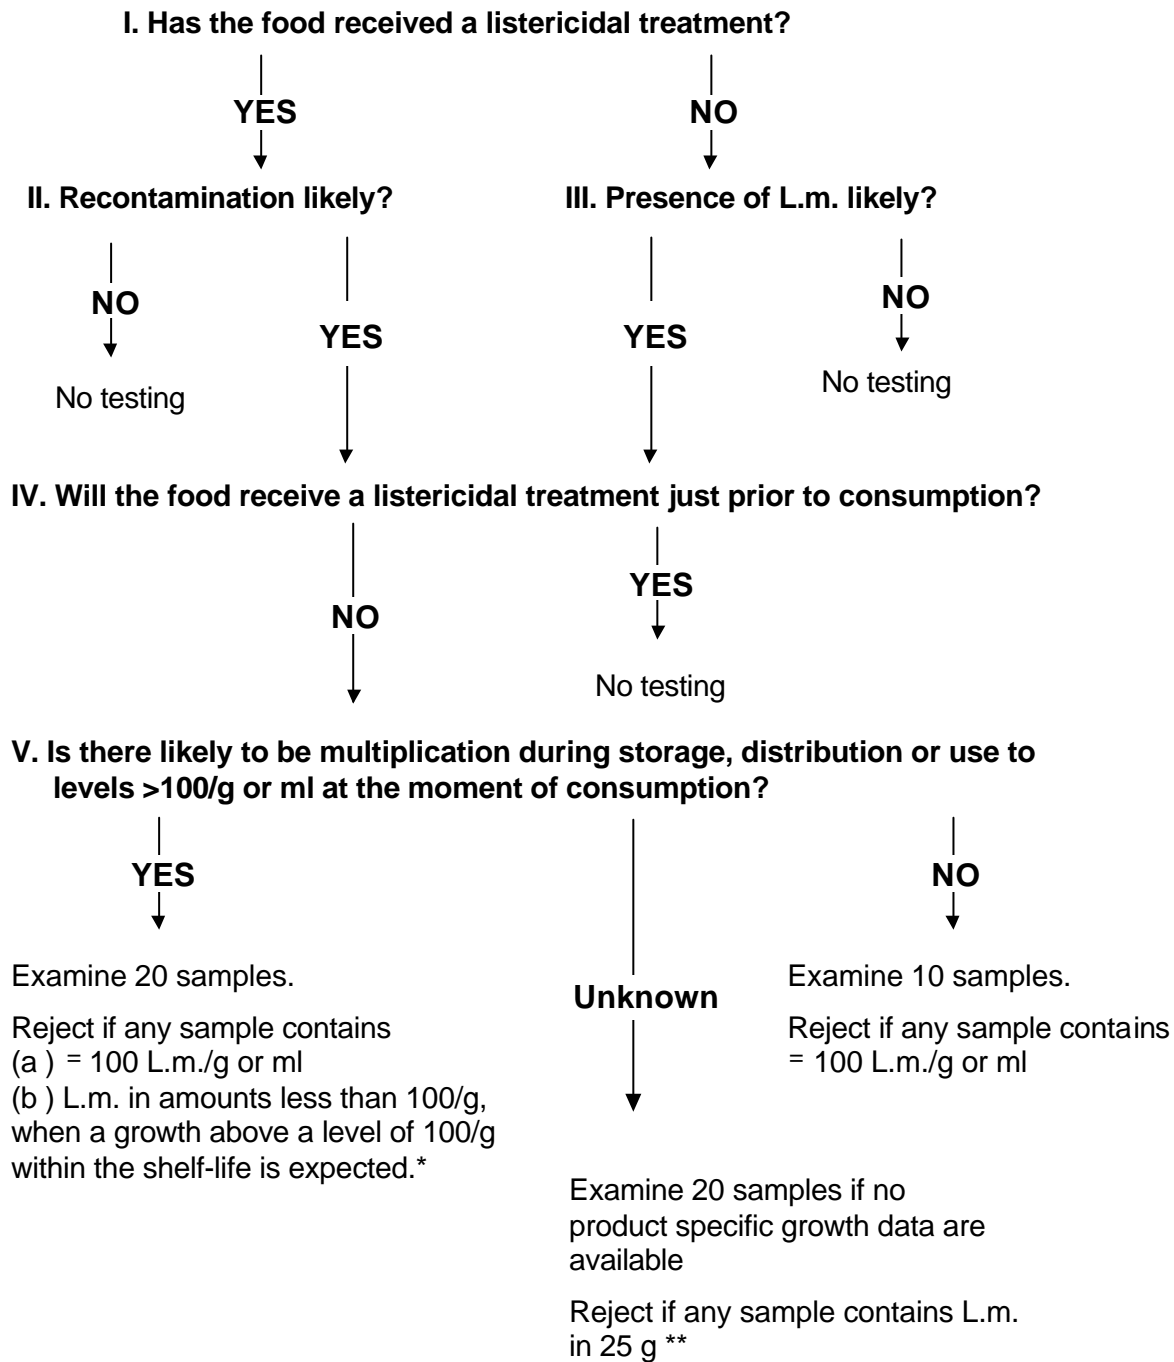 I. Has the food received a listericidal treatment?
YES
NO
II. Recontamination likely?
III. Presence of L.m. likely?
NO
YES
YES
NO
No testing
No testing
IV. Will the food receive a listericidal treatment just prior to consumption?
NO
YES
No testing
V. Is there likely to be multiplication during storage, distribution or use to
levels >100/g or ml at the moment of consumption?
YES
Unknown
NO
Examine 20 samples.
Reject if any sample contains
(a ) = 100 L.m./g or ml
(b ) L.m. in amounts less than 100/g,
when a growth above a level of 100/g
within the shelf-life is expected.*
Examine 20 samples if no
product specific growth data are
available
Reject if any sample contains L.m.
in 25 g **
Examine 10 samples.
Reject if any sample contains
= 100 L.m./g or ml